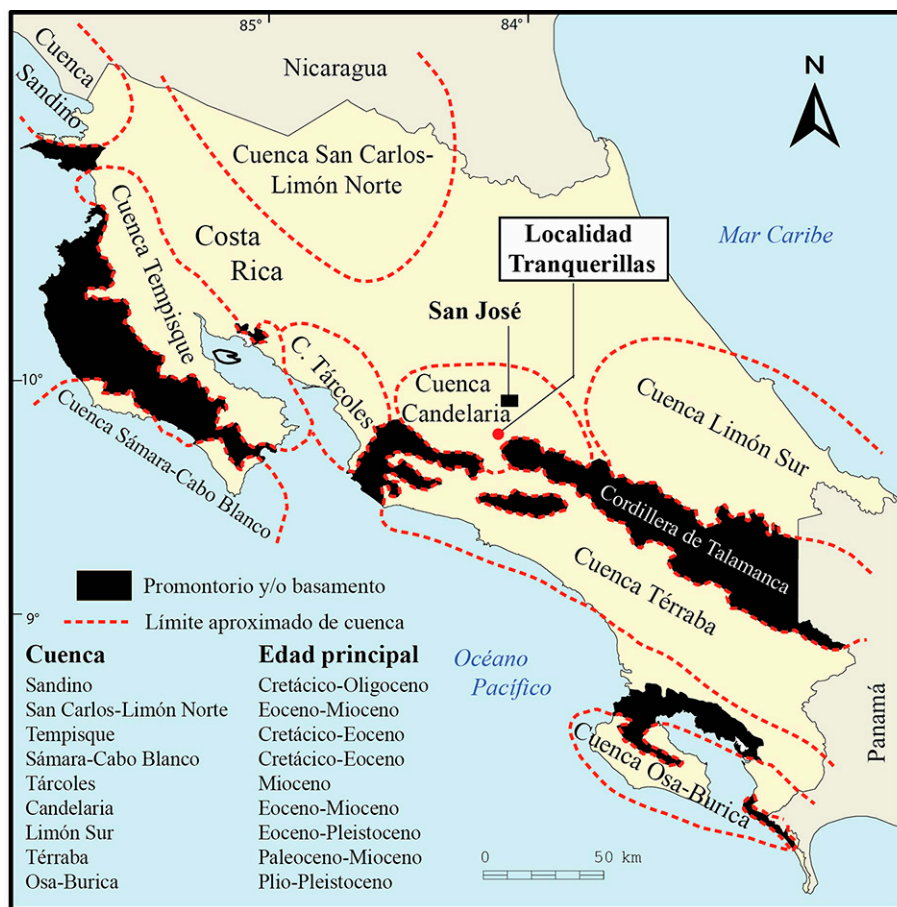 85°
84°
N
Cuenca
Sandino
Nicaragua
Cuenca San Carlos-
Limón Norte
Mar Caribe
Costa
Rica
Localidad
Tranquerillas
San José
Cuenca Tempisque
C. Tárcoles
10°
Cuenca
Candelaria
Cuenca Limón Sur
Cuenca Sámara-Cabo Blanco
Cordillera de Talamanca
Cuenca Térraba
Promontorio y/o basamento
9°
Límite aproximado de cuenca
Océano
Pacífico
Panamá
Cuenca Osa-Burica
Cuenca Edad principal
Sandino Cretácico-Oligoceno
San Carlos-Limón Norte Eoceno-Mioceno
Tempisque Cretácico-Eoceno
Sámara-Cabo Blanco Cretácico-Eoceno
Tárcoles Mioceno
Candelaria Eoceno-Mioceno
Limón Sur Eoceno-Pleistoceno
Térraba Paleoceno-Mioceno
Osa-Burica Plio-Pleistoceno
0 50 km